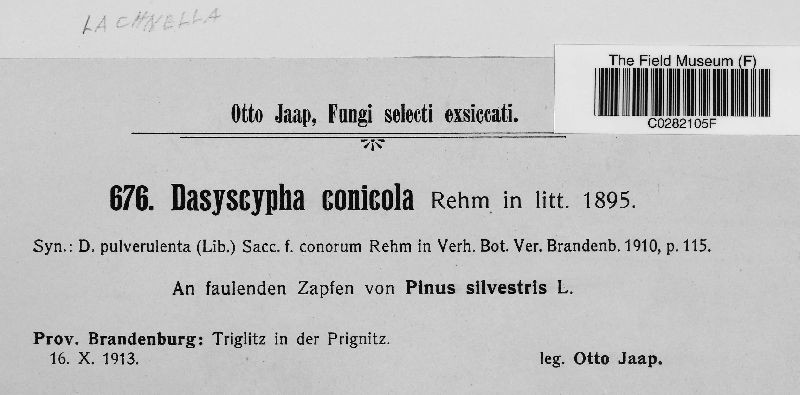 LACHNELLA
The Field Museum (F)
C0282105F
Otto Jaap, Fungi selecti exsiccati.
676. Dasyscypha conicola Rehm in litt. 1895.
Syn.: D. pulverulenta (Lib.) Sacc. f. conorum Rehm in Verh. Bot. Ver. Brandenb. 1910, p. 115.
An faulenden Zapfen von Pinus silvestris L.
Prov. Brandenburg: Triglitz in der Prignitz.
16. X. 1913. leg. Otto Jaap.